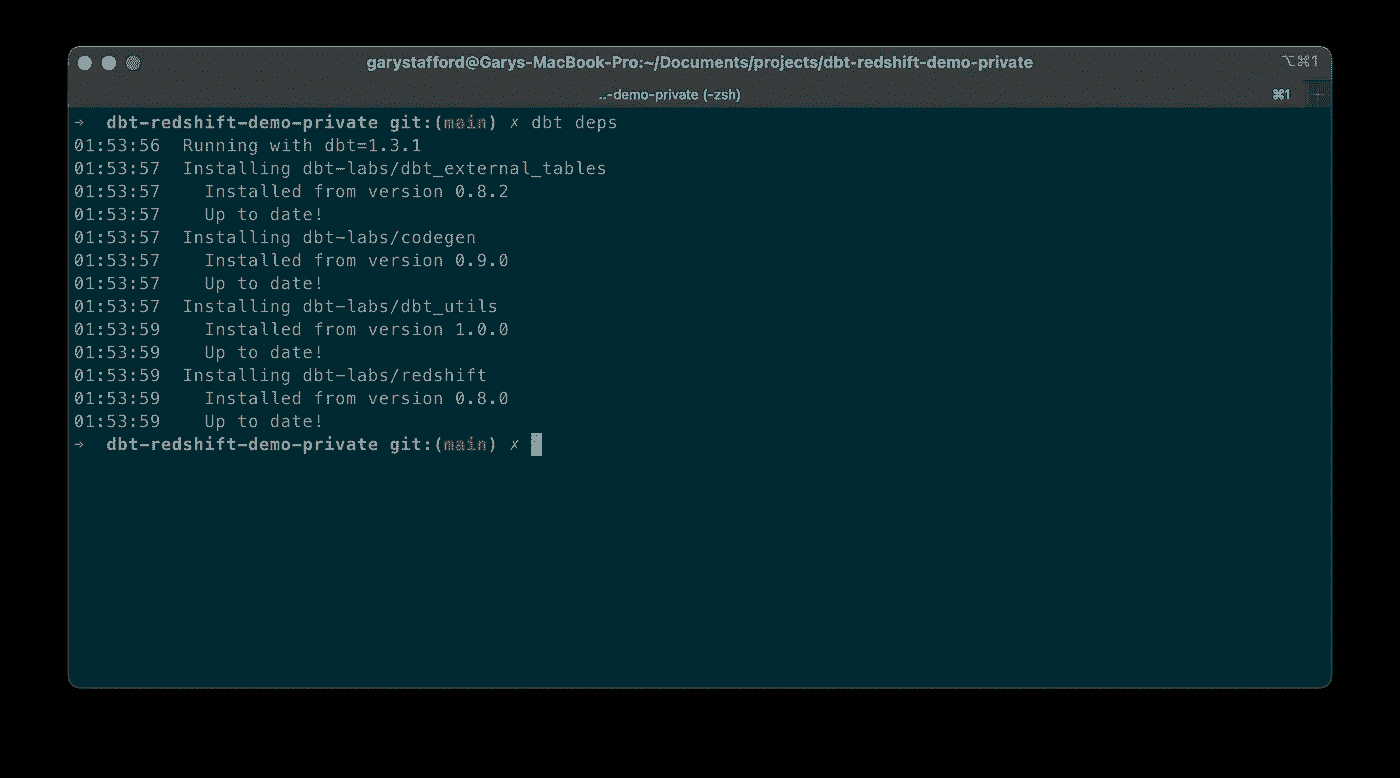 garystafford@Garys-MacBook-Pro:~/Documents/projects/dbt-redshift-demo-private ⌥⌘1
..-demo-private (-zsh) ⌘1 +
→ dbt-redshift-demo-private git:(main) ✗ dbt deps
01:53:56 Running with dbt=1.3.1
01:53:57 Installing dbt-labs/dbt_external_tables
01:53:57 Installed from version 0.8.2
01:53:57 Up to date!
01:53:57 Installing dbt-labs/codegen
01:53:57 Installed from version 0.9.0
01:53:57 Up to date!
01:53:57 Installing dbt-labs/dbt_utils
01:53:59 Installed from version 1.0.0
01:53:59 Up to date!
01:53:59 Installing dbt-labs/redshift
01:53:59 Installed from version 0.8.0
01:53:59 Up to date!
→ dbt-redshift-demo-private git:(main) ✗